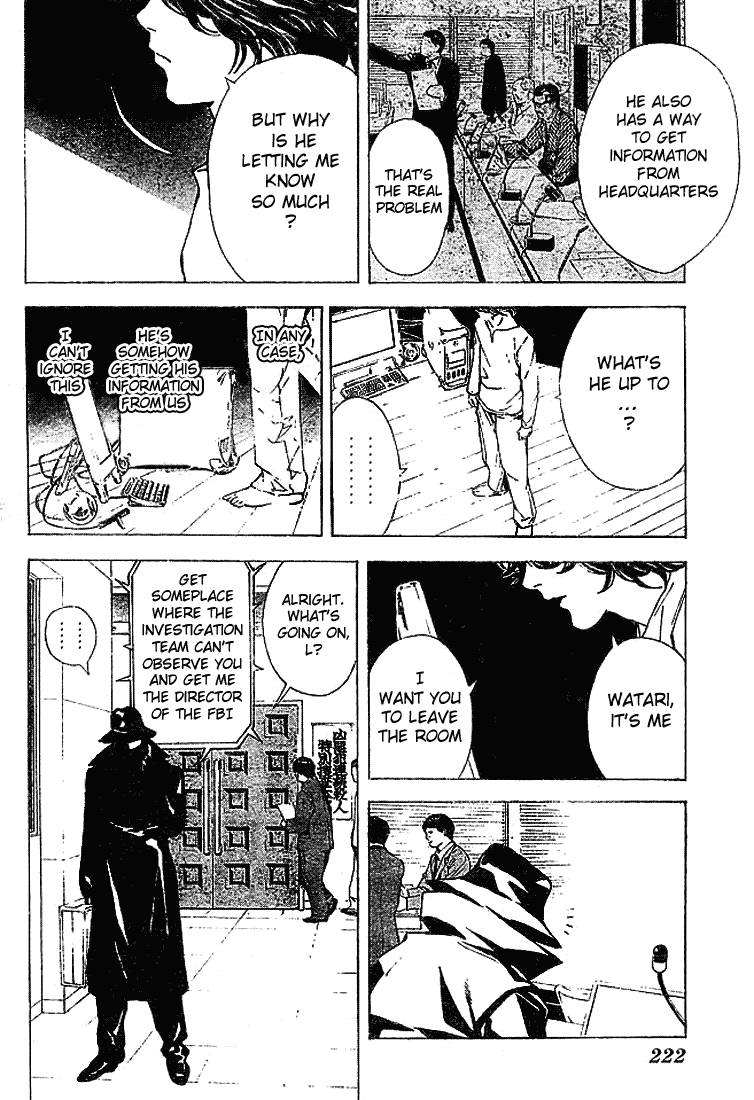 HE ALSO
HAS A WAY
TO GET
INFORMATION
FROM
HEADQUARTERS
THAT'S
THE REAL
PROBLEM
BUT WHY
IS HE
LETTING ME
KNOW
SO MUCH
?
WHAT'S
HE UP TO
...
?
......
IN ANY
CASE,
HE'S
SOMEHOW
GETTING HIS
INFORMATION
FROM US
I
CAN'T
IGNORE
THIS
WATARI,
IT'S ME
I
WANT YOU
TO LEAVE
THE ROOM
ALRIGHT.
WHAT'S
GOING ON,
L?
GET
SOMEPLACE
WHERE THE
INVESTIGATION
TEAM CAN'T
OBSERVE YOU
AND GET ME
THE DIRECTOR
OF THE FBI
......
222